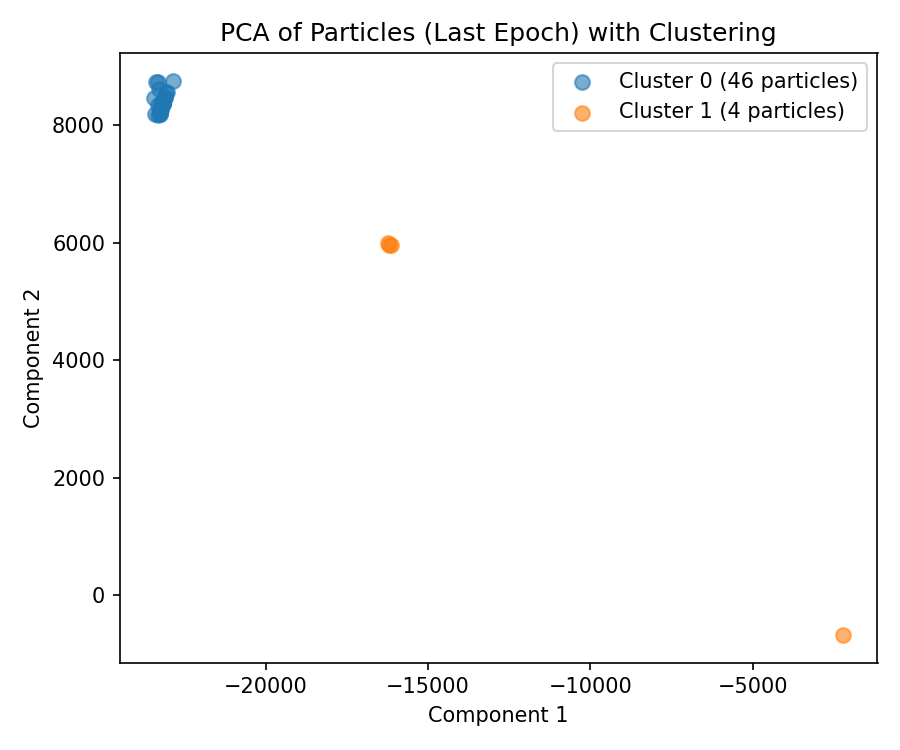 PCA of Particles (Last Epoch) with Clustering
Cluster 0 (46 particles)
Cluster 1 (4 particles)
8000
6000
4000
2000
0
Component 2
−20000
−15000
−10000
−5000
Component 1